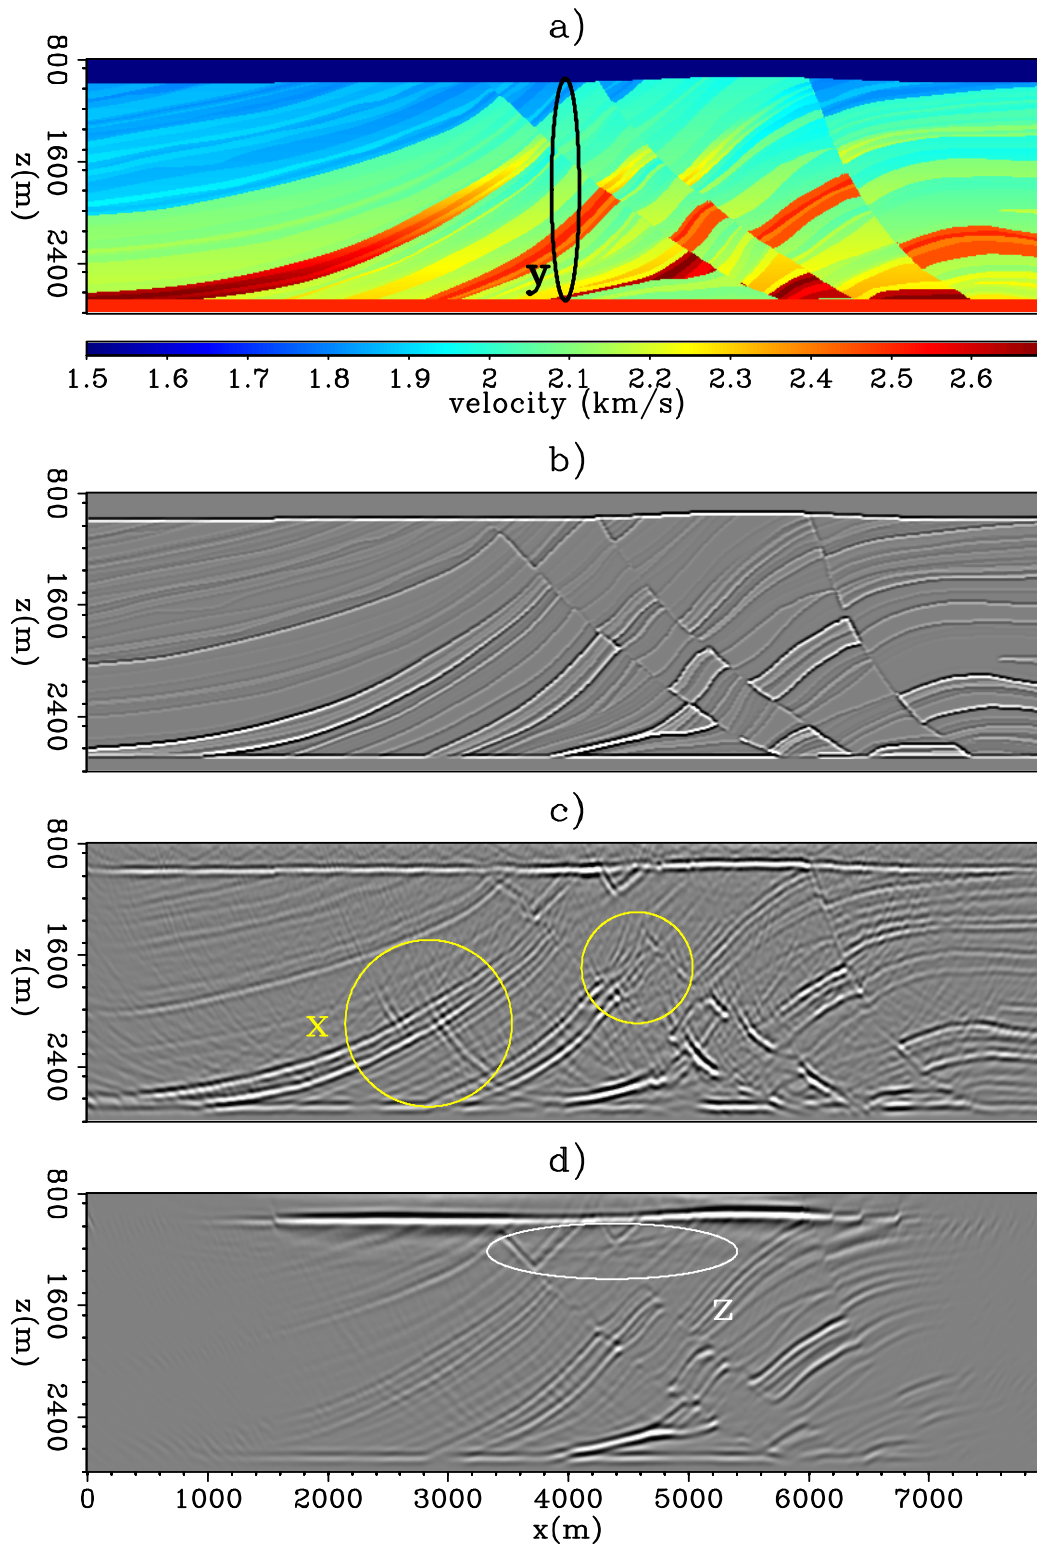 a)
800
1600
2400
z(m)
y
1.5 1.6 1.7 1.8 1.9 2 2.1 2.2 2.3 2.4 2.5 2.6
velocity (km/s)
b)
800
1600
2400
z(m)
c)
800
1600
2400
z(m)
x
d)
800
1600
2400
z(m)
z
0 1000 2000 3000 4000 5000 6000 7000
x(m)